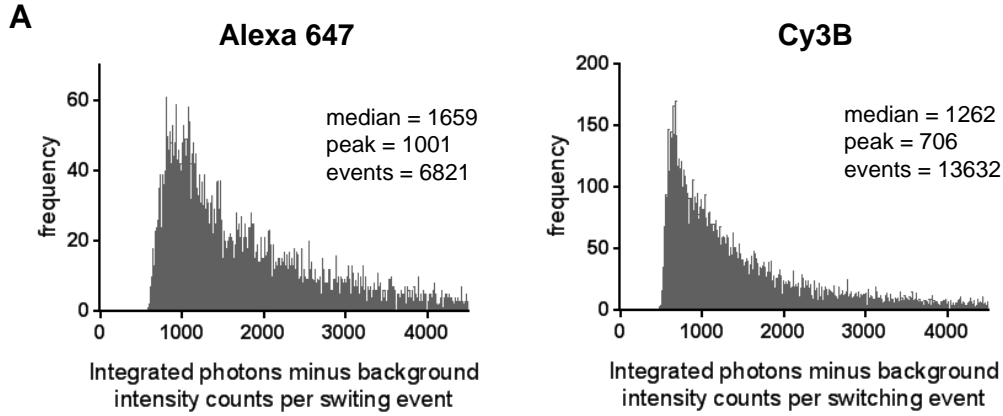 A
Alexa 647
60
40
20
0
frequency
median = 1659
peak = 1001
events = 6821
0 1000 2000 3000 4000
Integrated photons minus background
intensity counts per switing event
Cy3B
200
150
100
50
0
frequency
median = 1262
peak = 706
events = 13632
0 1000 2000 3000 4000
Integrated photons minus background
intensity counts per switching event